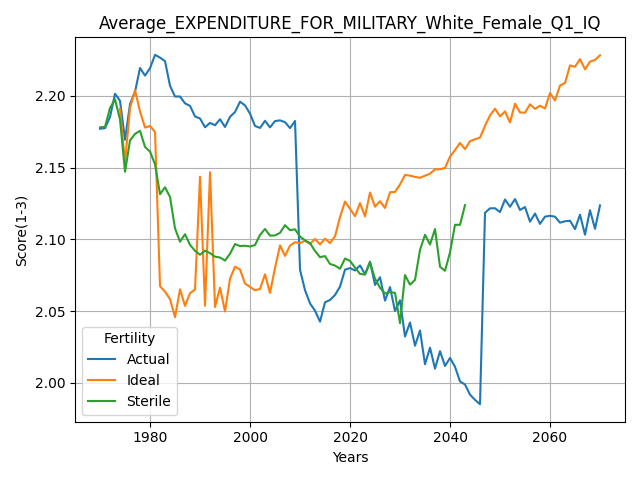 Average_EXPENDITURE_FOR_MILITARY_White_Female_Q1_IQ
Score(1-3)
2.20
2.15
2.10
2.05
2.00
Fertility
Actual
Ideal
Sterile
1980
2000
2020
2040
2060
Years